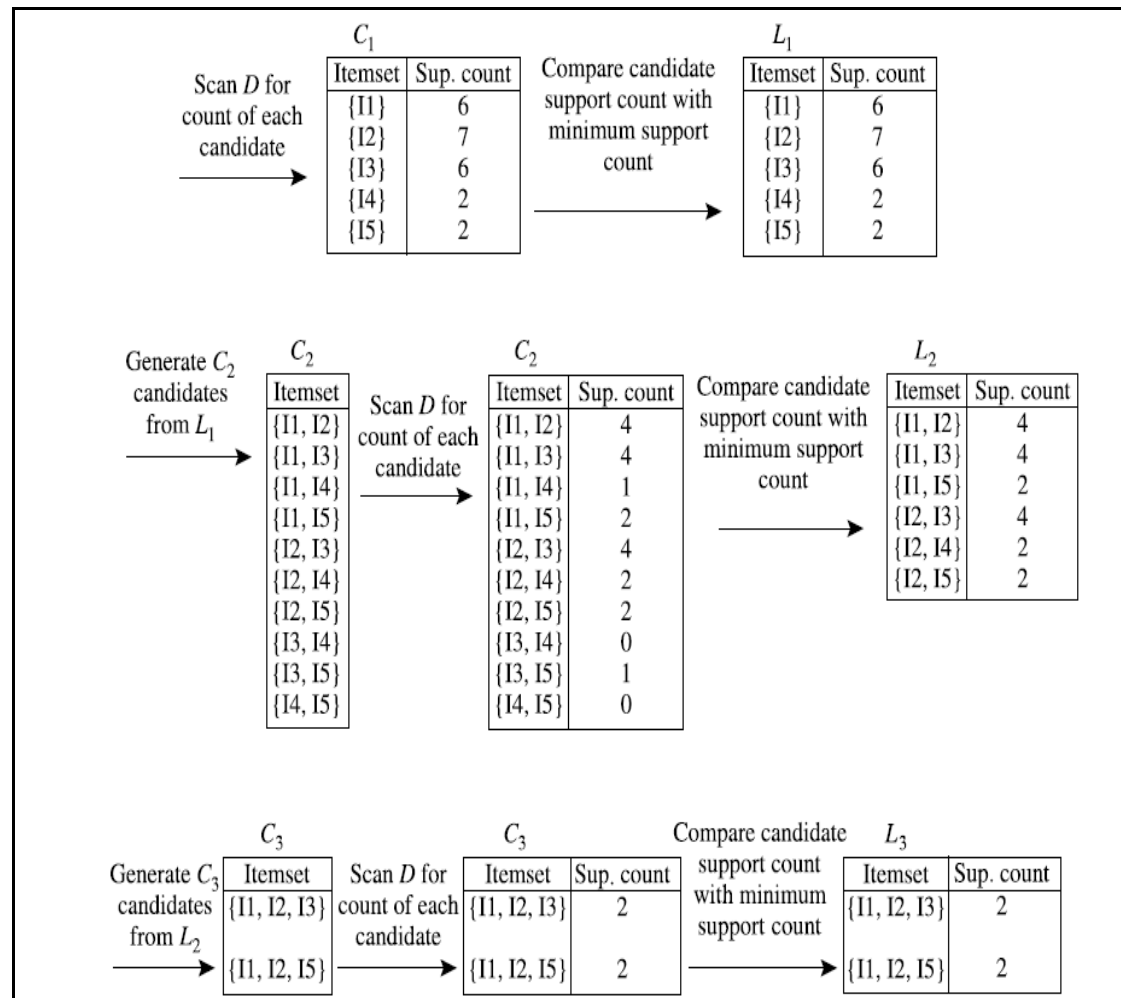 C1
Scan D for
count of each
candidate
Itemset Sup. count
{I1} 6
{I2} 7
{I3} 6
{I4} 2
{I5} 2
Compare candidate
support count with
minimum support
count
L1
Itemset Sup. count
{I1} 6
{I2} 7
{I3} 6
{I4} 2
{I5} 2
Generate C2
candidates
from L1
C2
Itemset
{I1, I2}
{I1, I3}
{I1, I4}
{I1, I5}
{I2, I3}
{I2, I4}
{I2, I5}
{I3, I4}
{I3, I5}
{I4, I5}
Scan D for
count of each
candidate
C2
Itemset Sup. count
{I1, I2} 4
{I1, I3} 4
{I1, I4} 1
{I1, I5} 2
{I2, I3} 4
{I2, I4} 2
{I2, I5} 2
{I3, I4} 0
{I3, I5} 1
{I4, I5} 0
Compare candidate
support count with
minimum support
count
L2
Itemset Sup. count
{I1, I2} 4
{I1, I3} 4
{I1, I5} 2
{I2, I3} 4
{I2, I4} 2
{I2, I5} 2
Generate C3
candidates
from L2
C3
Itemset
{I1, I2, I3}
{I1, I2, I5}
Scan D for
count of each
candidate
C3
Itemset Sup. count
{I1, I2, I3} 2
{I1, I2, I5} 2
Compare candidate
support count
with minimum
support count
L3
Itemset Sup. count
{I1, I2, I3} 2
{I1, I2, I5} 2